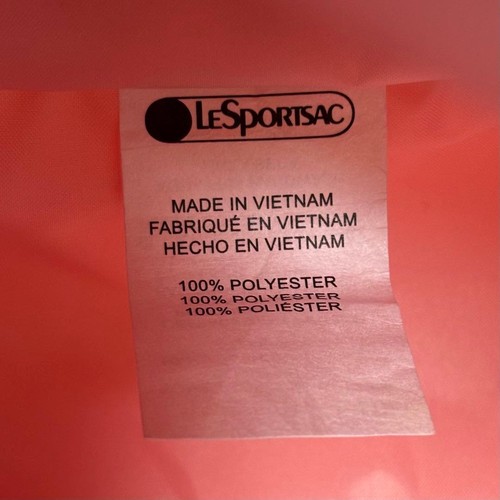 LESPORTSAC
MADE IN VIETNAM
FABRIQUÉ EN VIETNAM
HECHO EN VIETNAM
100% POLYESTER
100% POLYESTER
100% POLIÉSTER